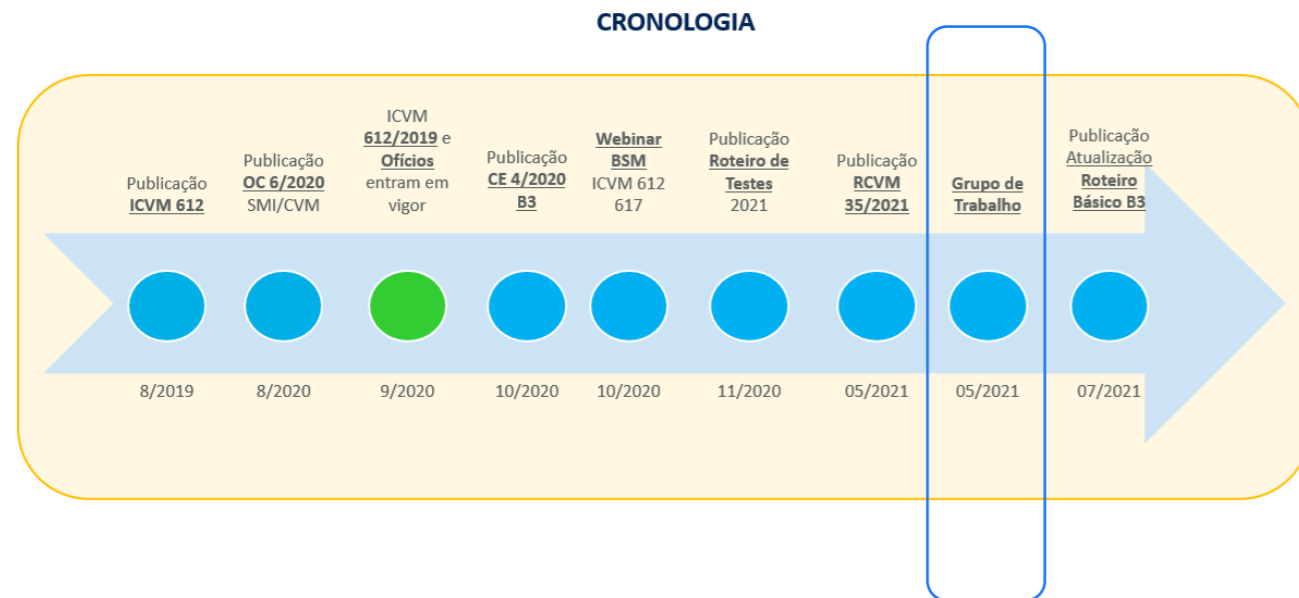 CRONOLOGIA
Publicação
ICVM 612
8/2019
Publicação
OC 6/2020
SMI/CVM
8/2020
ICVM
612/2019 e
Ofícios
entram em
vigor
9/2020
Publicação
CE 4/2020
B3
10/2020
Webinar
BSM
ICVM 612
617
10/2020
Publicação
Roteiro de
Testes
2021
11/2020
Publicação
RCVM
35/2021
05/2021
Grupo de
Trabalho
05/2021
Publicação
Atualização
Roteiro
Básico B3
07/2021